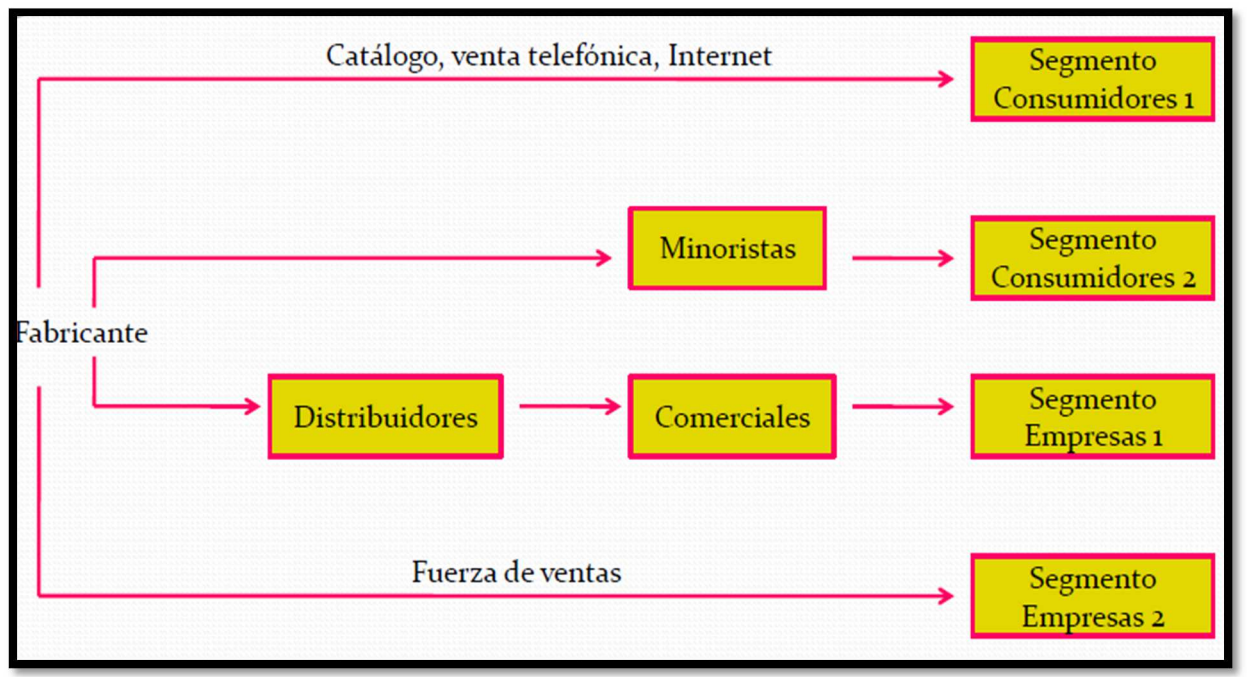 Catálogo, venta telefónica, Internet
Segmento
Consumidores 1
Minoristas
Segmento
Consumidores 2
Fabricante
Distribuidores
Comerciales
Segmento
Empresas 1
Fuerza de ventas
Segmento
Empresas 2